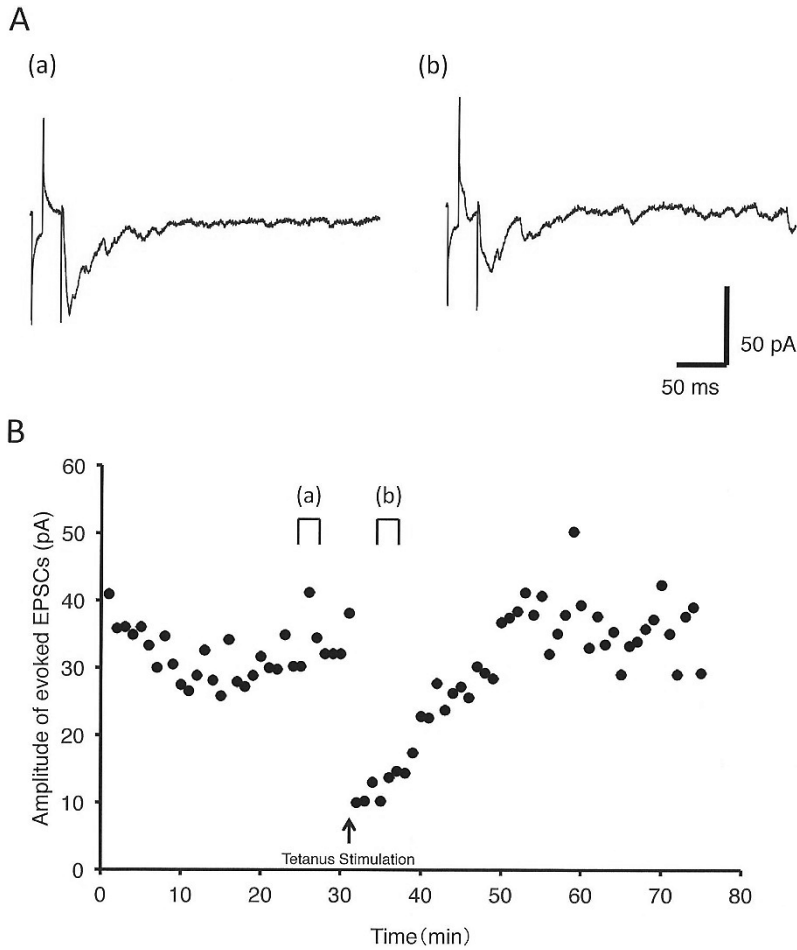 A
(a)
(b)
50 pA
50 ms
B
60
50
40
30
20
10
0
Amplitude of evoked EPSCs (pA)
(a)
(b)
Tetanus Stimulation
0 10 20 30 40 50 60 70 80
Time(min)